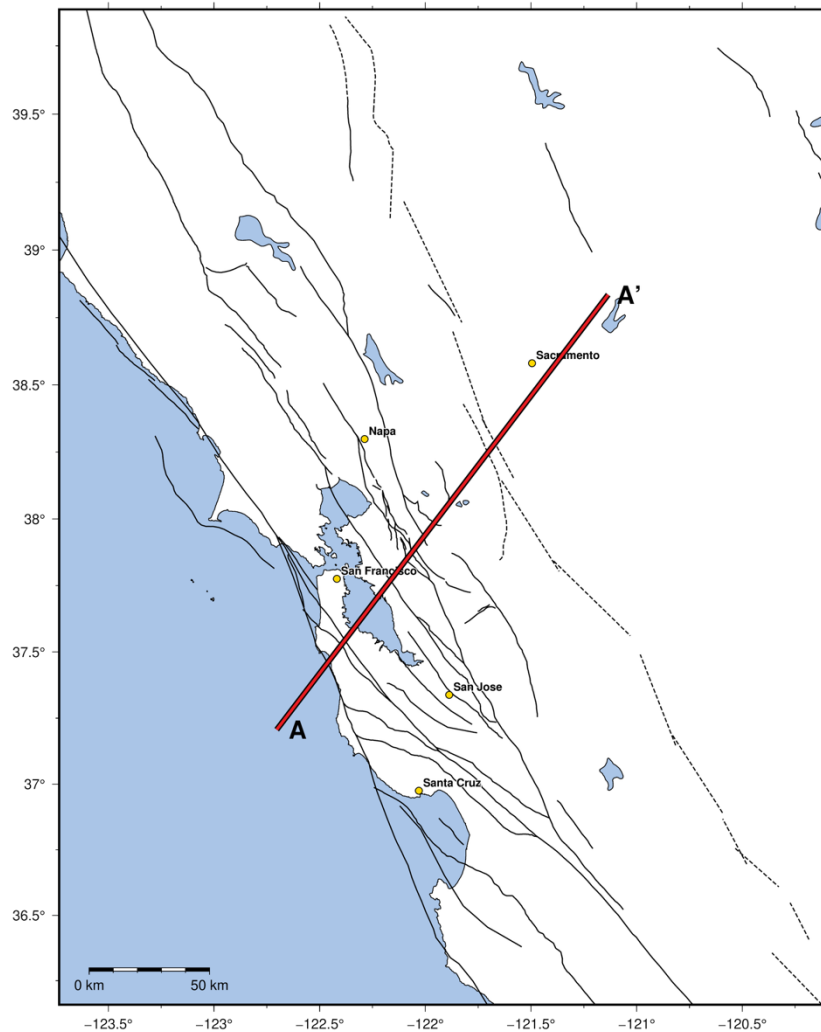 39.5°
39°
A'
Sacramento
38.5°
Napa
38°
San Francisco
37.5°
San Jose
A
37°
Santa Cruz
36.5°
0 km 50 km
−123.5° −123° −122.5° −122° −121.5° −121° −120.5°